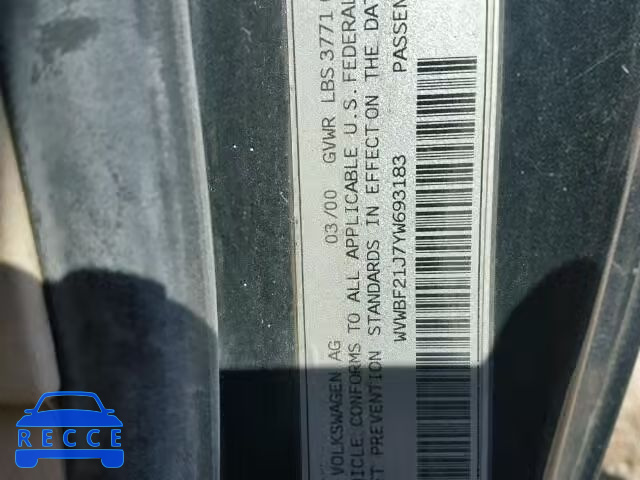 VOLKSWAGEN AG
03/00 GVWR LBS 3771
ICLE CONFORMS TO ALL APPLICABLE U.S. FEDERAL
PREVENTION STANDARDS IN EFFECT ON THE DAT
WVWBF21J7YW693183 PASSEN
RECCE